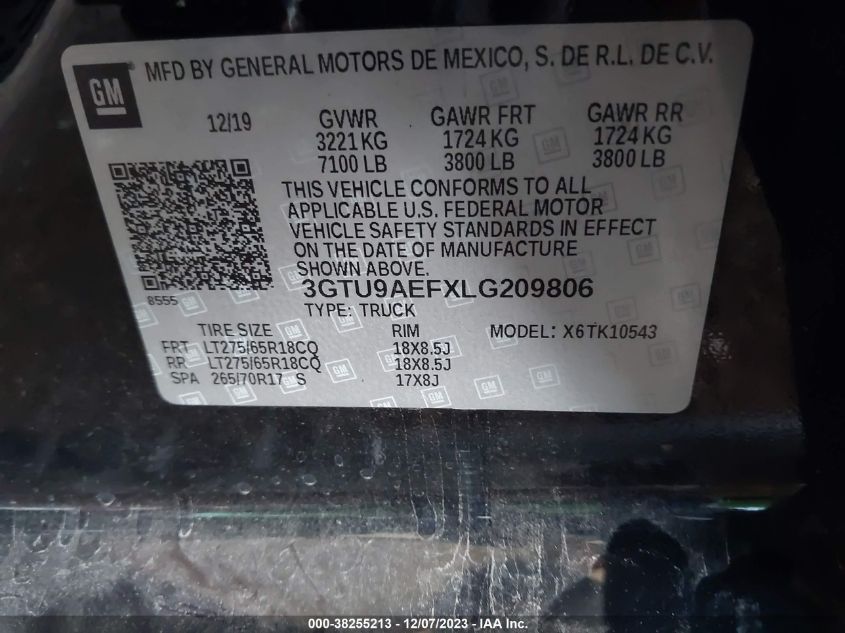 GM
MFD BY GENERAL MOTORS DE MEXICO, S. DE R.L. DE C.V.
12/19 GVWR GAWR FRT GAWR RR
3221 KG 1724 KG 1724 KG
7100 LB 3800 LB 3800 LB
THIS VEHICLE CONFORMS TO ALL
APPLICABLE U.S. FEDERAL MOTOR
VEHICLE SAFETY STANDARDS IN EFFECT
ON THE DATE OF MANUFACTURE
SHOWN ABOVE.
8555
3GTU9AEFXLG209806
TYPE: TRUCK
TIRE SIZE RIM MODEL: X6TK10543
FRT LT275/65R18CQ 18X8.5J
RR LT275/65R18CQ 18X8.5J
SPA 265/70R17 S 17X8J
000-38255213 - 12/07/2023 - IAA Inc.